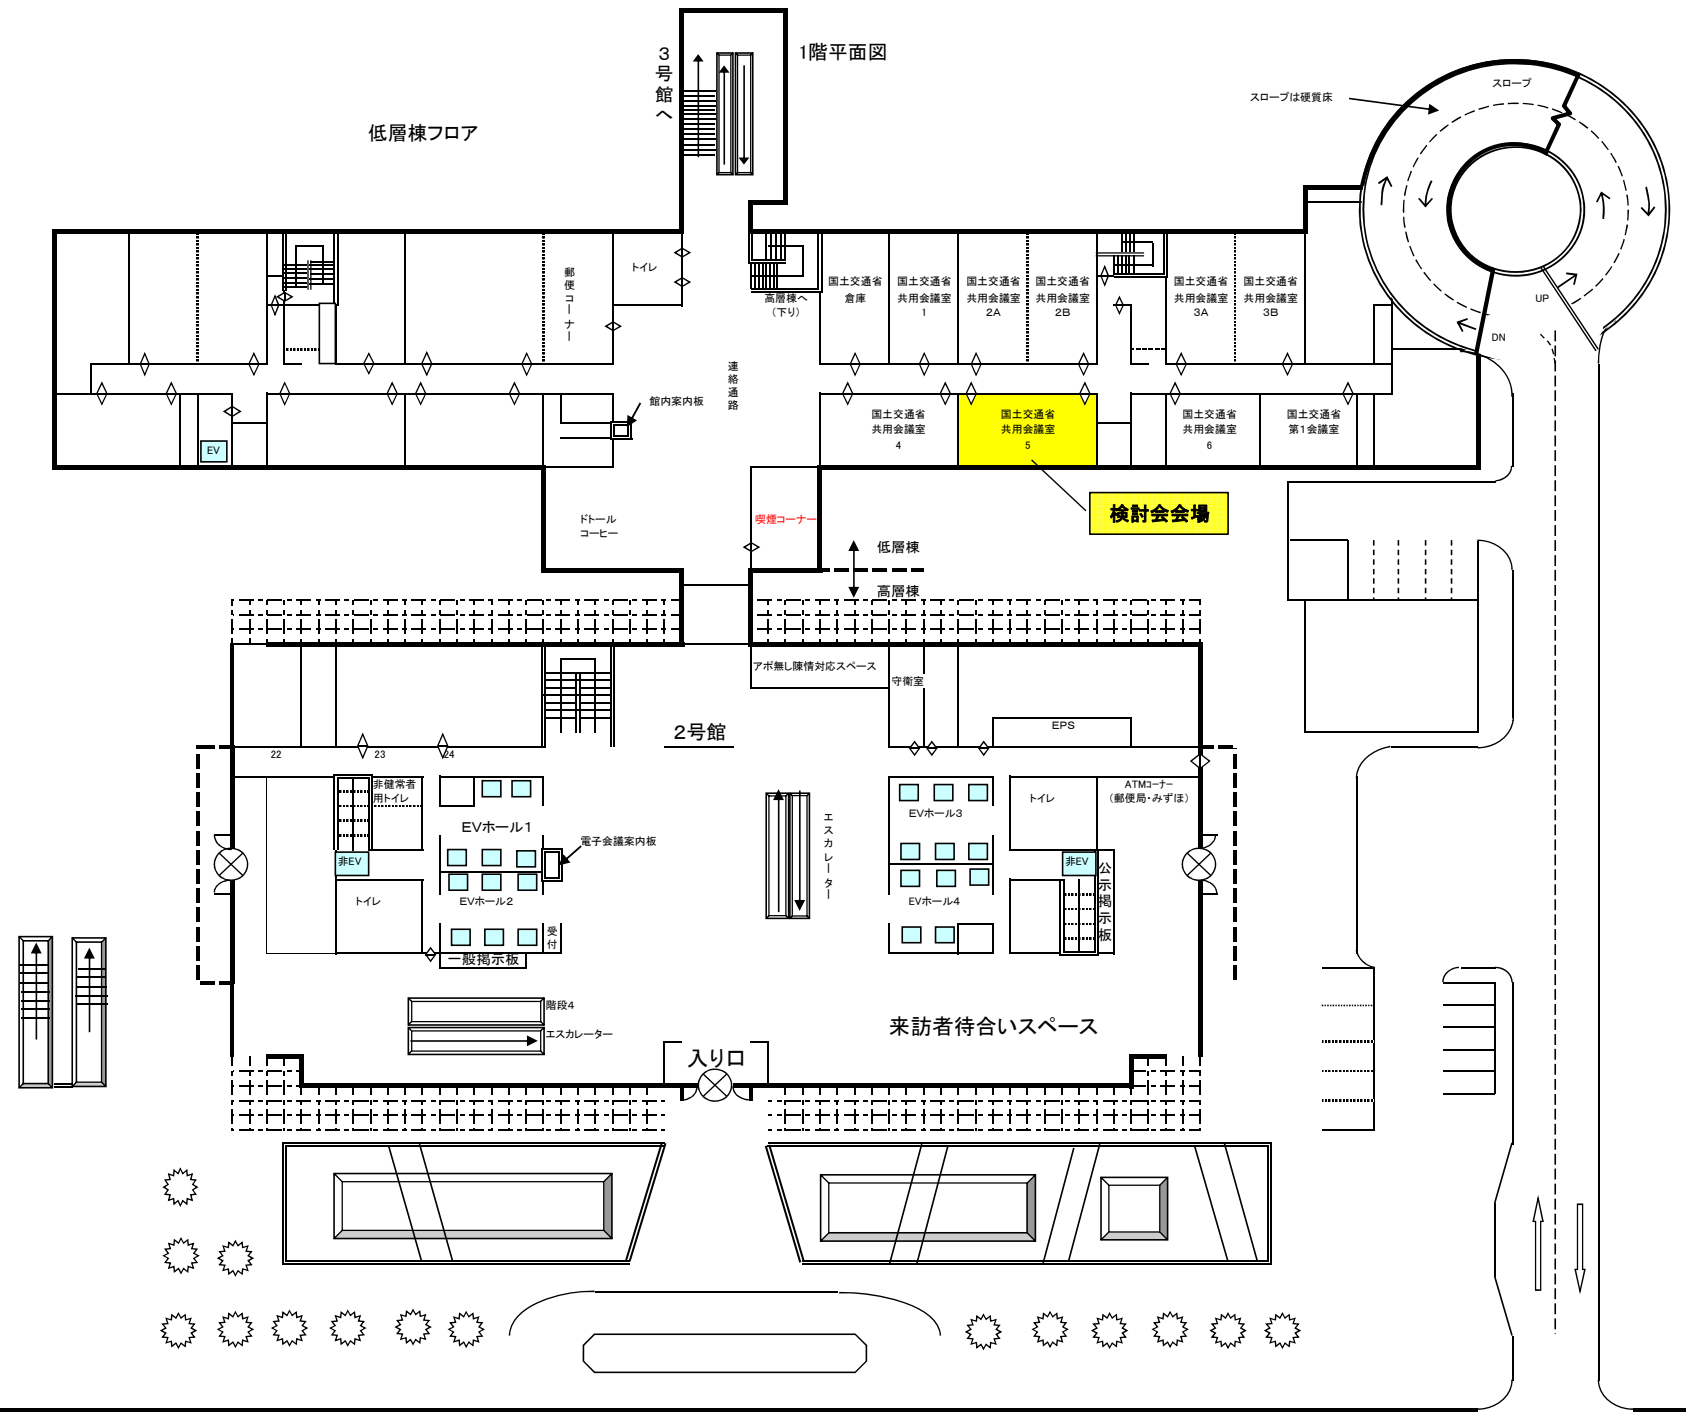 1階平面図
3号館へ
低層棟フロア
スロープ
スロープは硬質床
UP
DN
郵便コーナー
トイレ
高層棟へ
(下り)
国土交通省
倉庫
国土交通省
共用会議室
1
国土交通省
共用会議室
2A
国土交通省
共用会議室
2B
国土交通省
共用会議室
3A
国土交通省
共用会議室
3B
連絡通路
館内案内板
EV
国土交通省
共用会議室
4
国土交通省
共用会議室
5
国土交通省
共用会議室
6
国土交通省
第1会議室
検討会会場
ドトール
コーヒー
喫煙コーナー
低層棟
高層棟
アポ無し陳情対応スペース
守衛室
2号館
EPS
22
23
24
非健常者
用トイレ
EVホール1
電子会議案内板
非EV
トイレ
EVホール2
受付
一般掲示板
エスカレーター
EVホール3
トイレ
ATMコーナー
(郵便局・みずほ)
非EV
EVホール4
公示掲示板
階段4
エスカレーター
来訪者待合いスペース
入り口